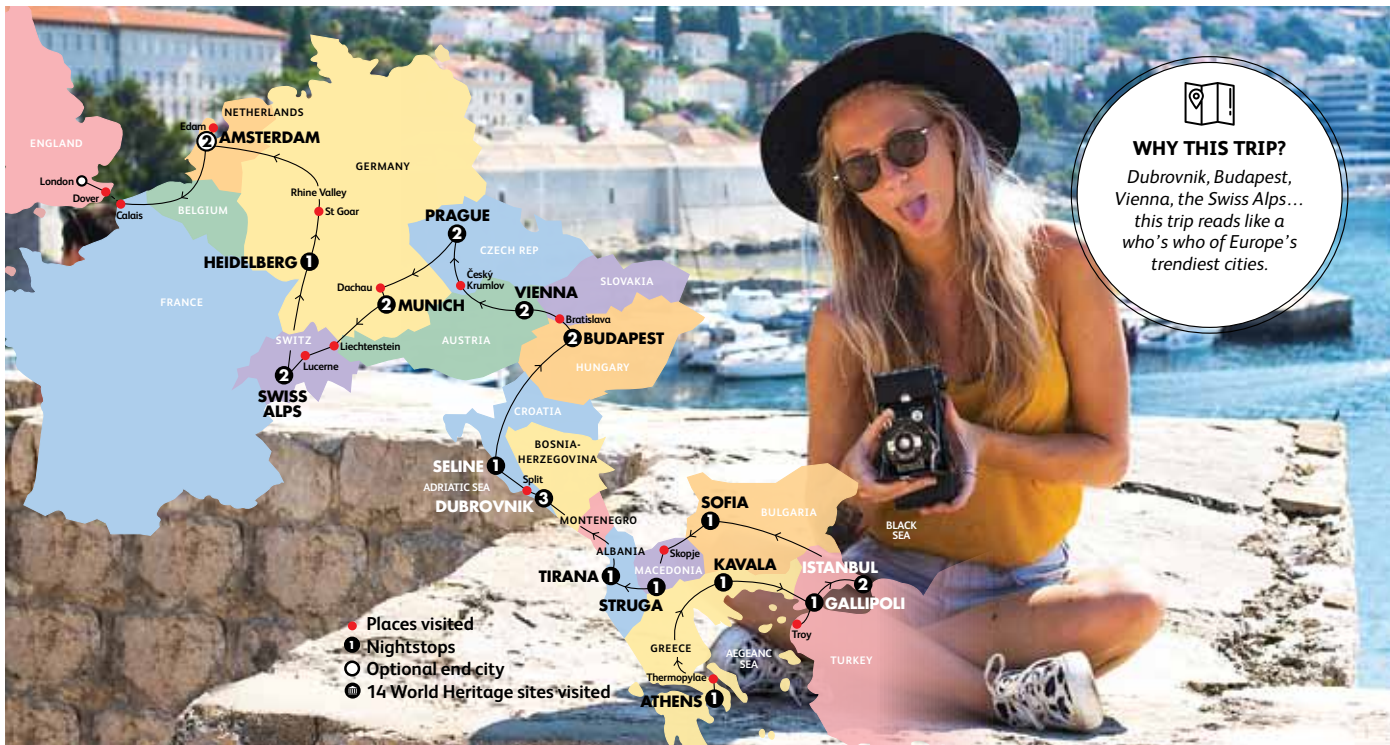 WHY THIS TRIP?
Dubrovnik, Budapest,
Vienna, the Swiss Alps…
this trip reads like a
who's who of Europe's
trendiest cities.
ENGLAND
London
Dover
Calais
Edam
NETHERLANDS
2 AMSTERDAM
BELGIUM
GERMANY
Rhine Valley
St Goar
HEIDELBERG 1
FRANCE
PRAGUE
2
CZECH REP
Český
Krumlov
Dachau
2 MUNICH
VIENNA
2
SLOVAKIA
Bratislava
2 BUDAPEST
AUSTRIA
HUNGARY
SWITZ
Liechtenstein
Lucerne
2
SWISS
ALPS
CROATIA
BOSNIA-
HERZEGOVINA
SELINE 1
ADRIATIC SEA
Split
DUBROVNIK 3
MONTENEGRO
ALBANIA
TIRANA 1
MACEDONIA
1
STRUGA
Skopje
SOFIA
1
BULGARIA
BLACK
SEA
KAVALA
1
ISTANBUL
2
1 GALLIPOLI
Troy
TURKEY
GREECE
AEGEANC
SEA
Thermopylae
ATHENS 1
Places visited
1 Nightstops
Optional end city
14 World Heritage sites visited